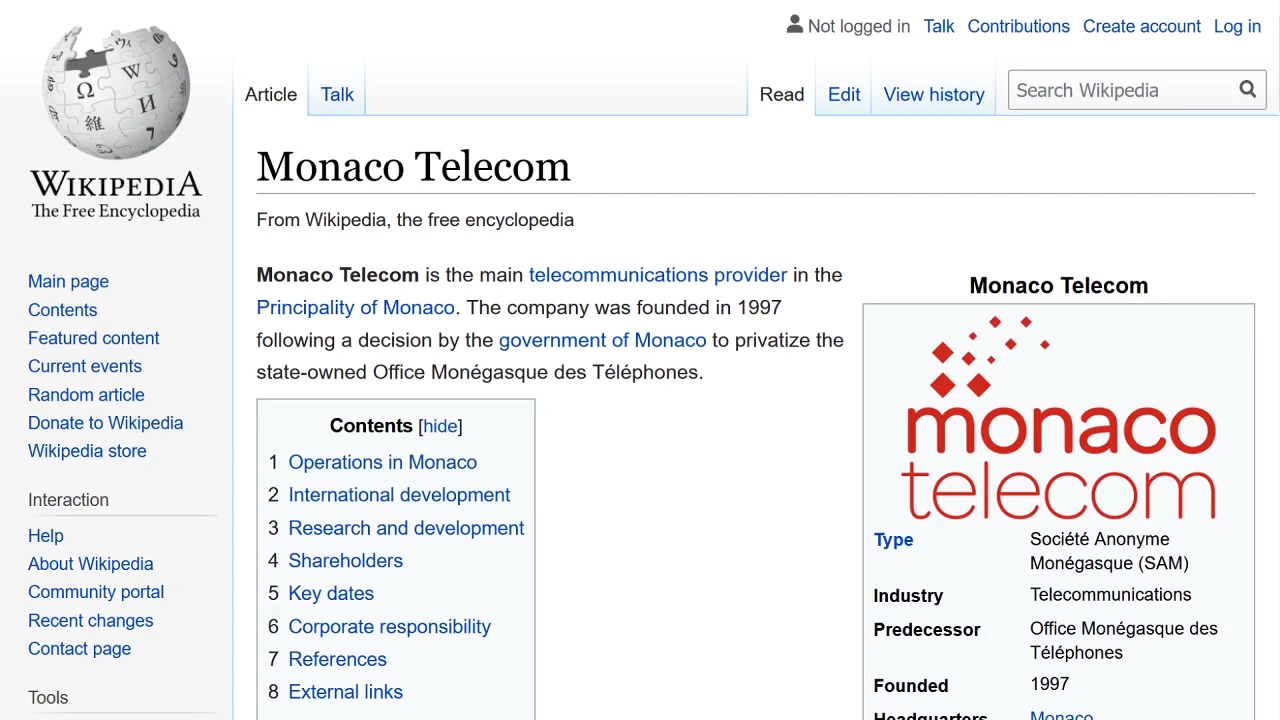 Not logged in Talk Contributions Create account Log in
Article Talk Read Edit View history Search Wikipedia
WIKIPEDIA
The Free Encyclopedia
Main page
Contents
Featured content
Current events
Random article
Donate to Wikipedia
Wikipedia store
Interaction
Help
About Wikipedia
Community portal
Recent changes
Contact page
Tools
Monaco Telecom
From Wikipedia, the free encyclopedia
Monaco Telecom is the main telecommunications provider in the
Principality of Monaco. The company was founded in 1997
following a decision by the government of Monaco to privatize the
state-owned Office Monégasque des Téléphones.
Contents [hide]
1 Operations in Monaco
2 International development
3 Research and development
4 Shareholders
5 Key dates
6 Corporate responsibility
7 References
8 External links
Monaco Telecom
monaco
telecom
Type Société Anonyme
Monégasque (SAM)
Industry Telecommunications
Predecessor Office Monégasque des
Téléphones
Founded 1997
Headquarters Monaco